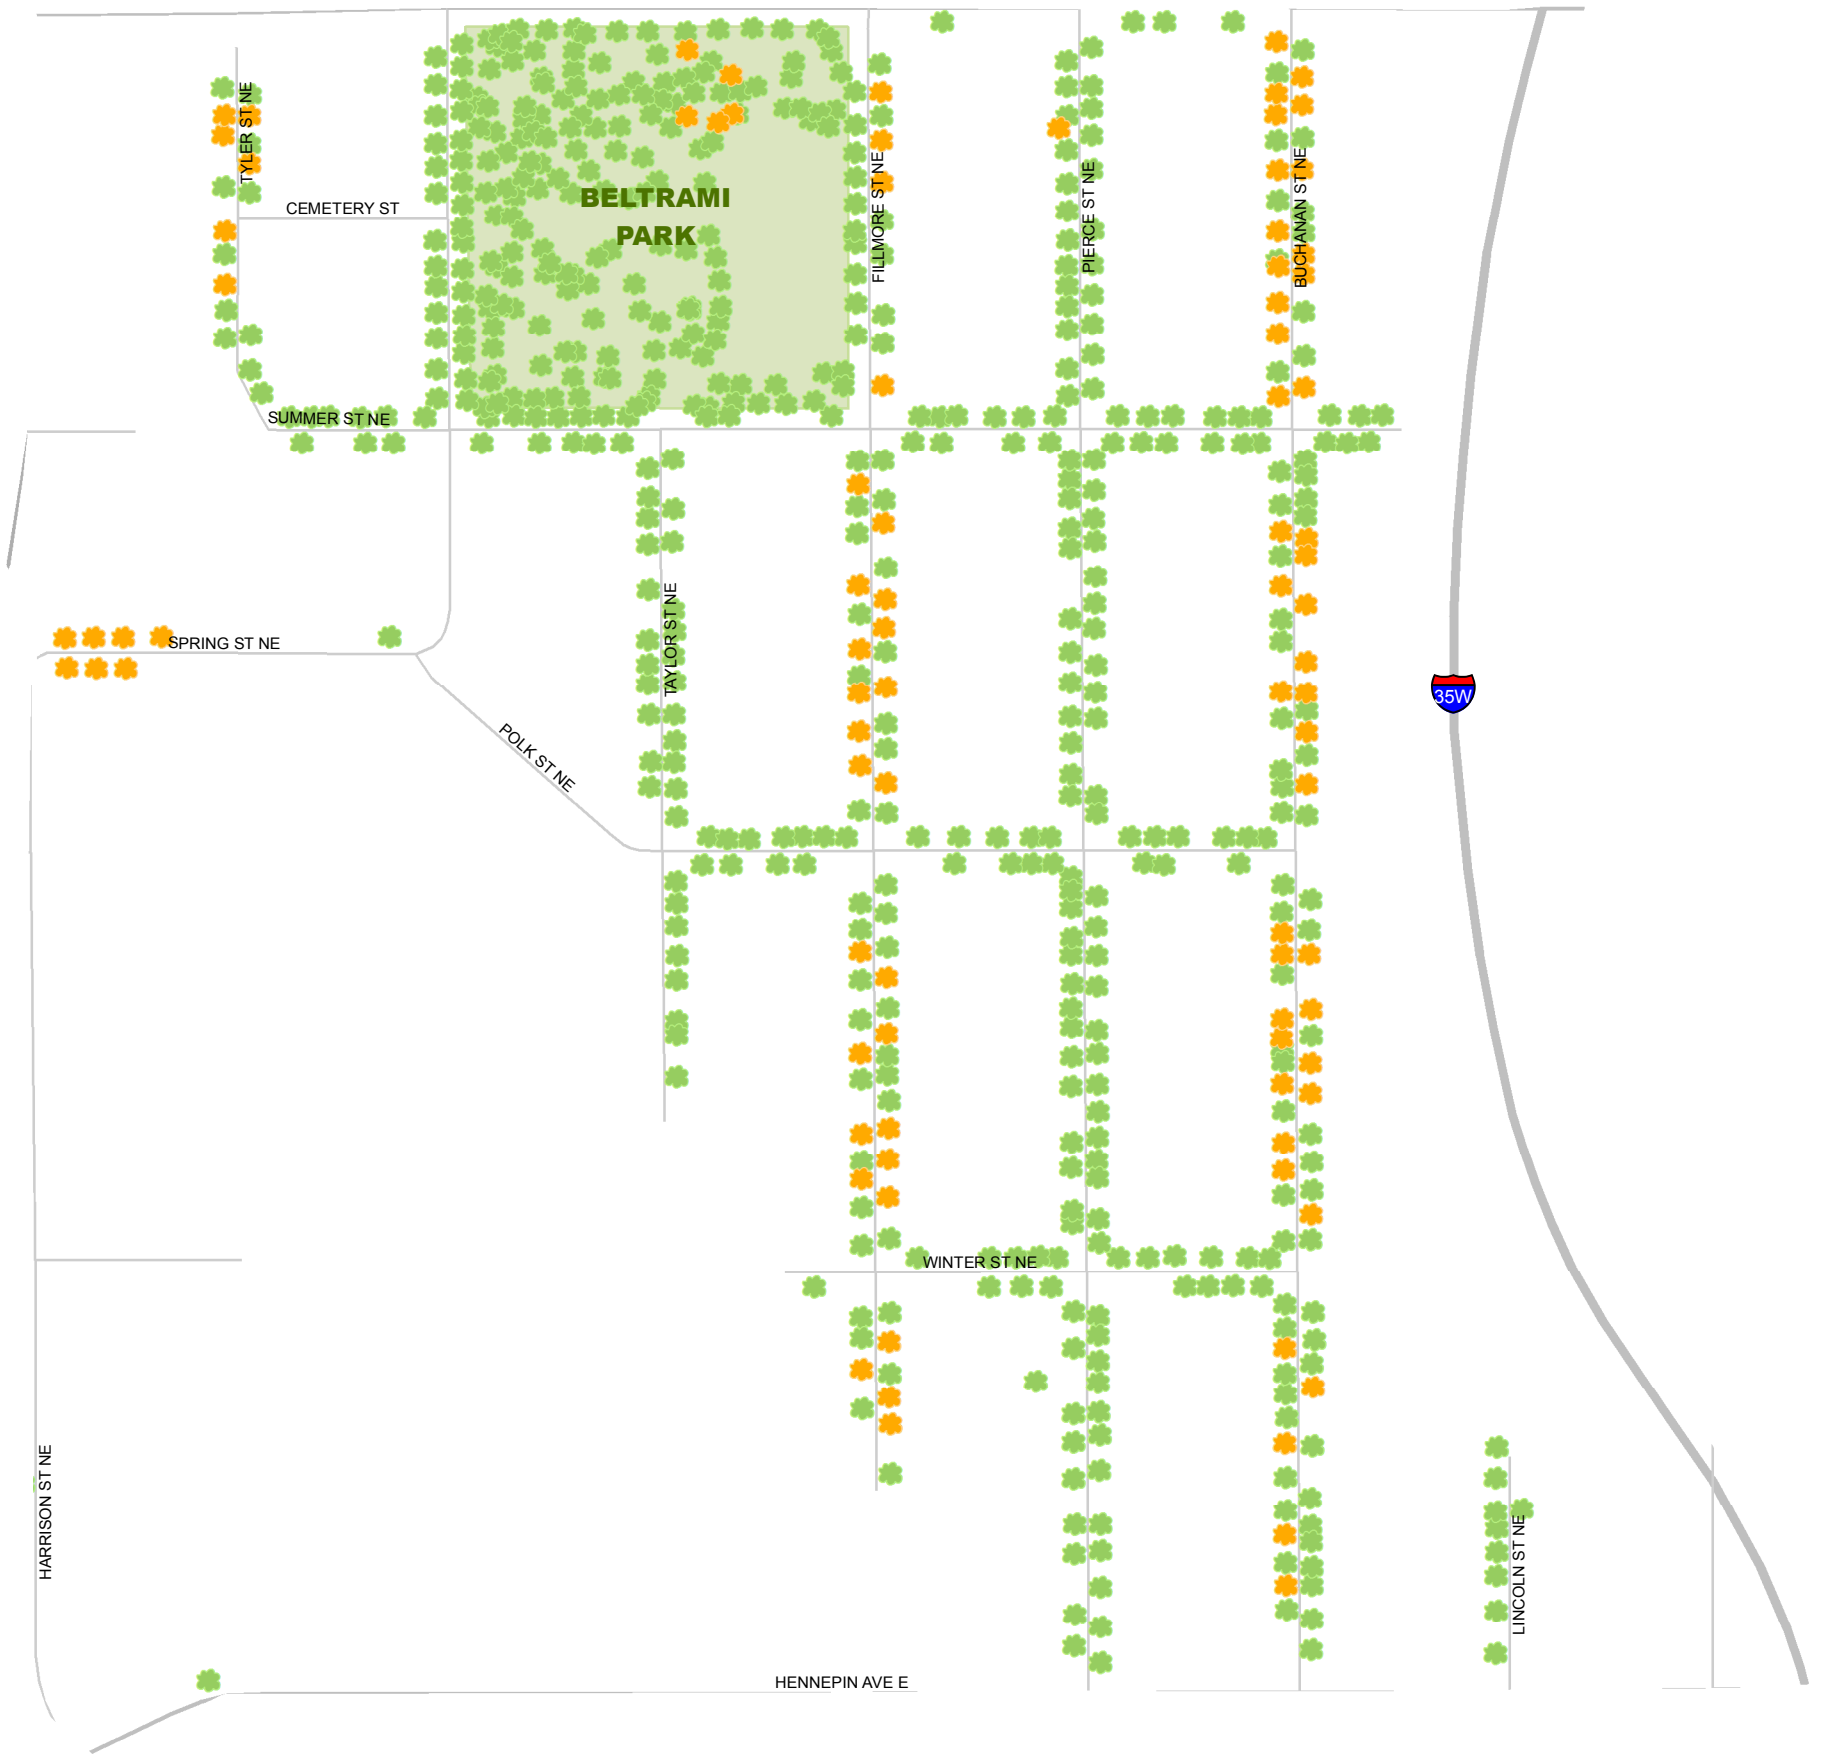 TYLER ST NE
CEMETERY ST
BELTRAMI
PARK
FILLMORE ST NE
PIERCE ST NE
BUCHANAN ST NE
SUMMER ST NE
SPRING ST NE
TAYLOR ST NE
35W
POLK ST NE
WINTER ST NE
HARRISON ST NE
LINCOLN ST NE
HENNEPIN AVE E